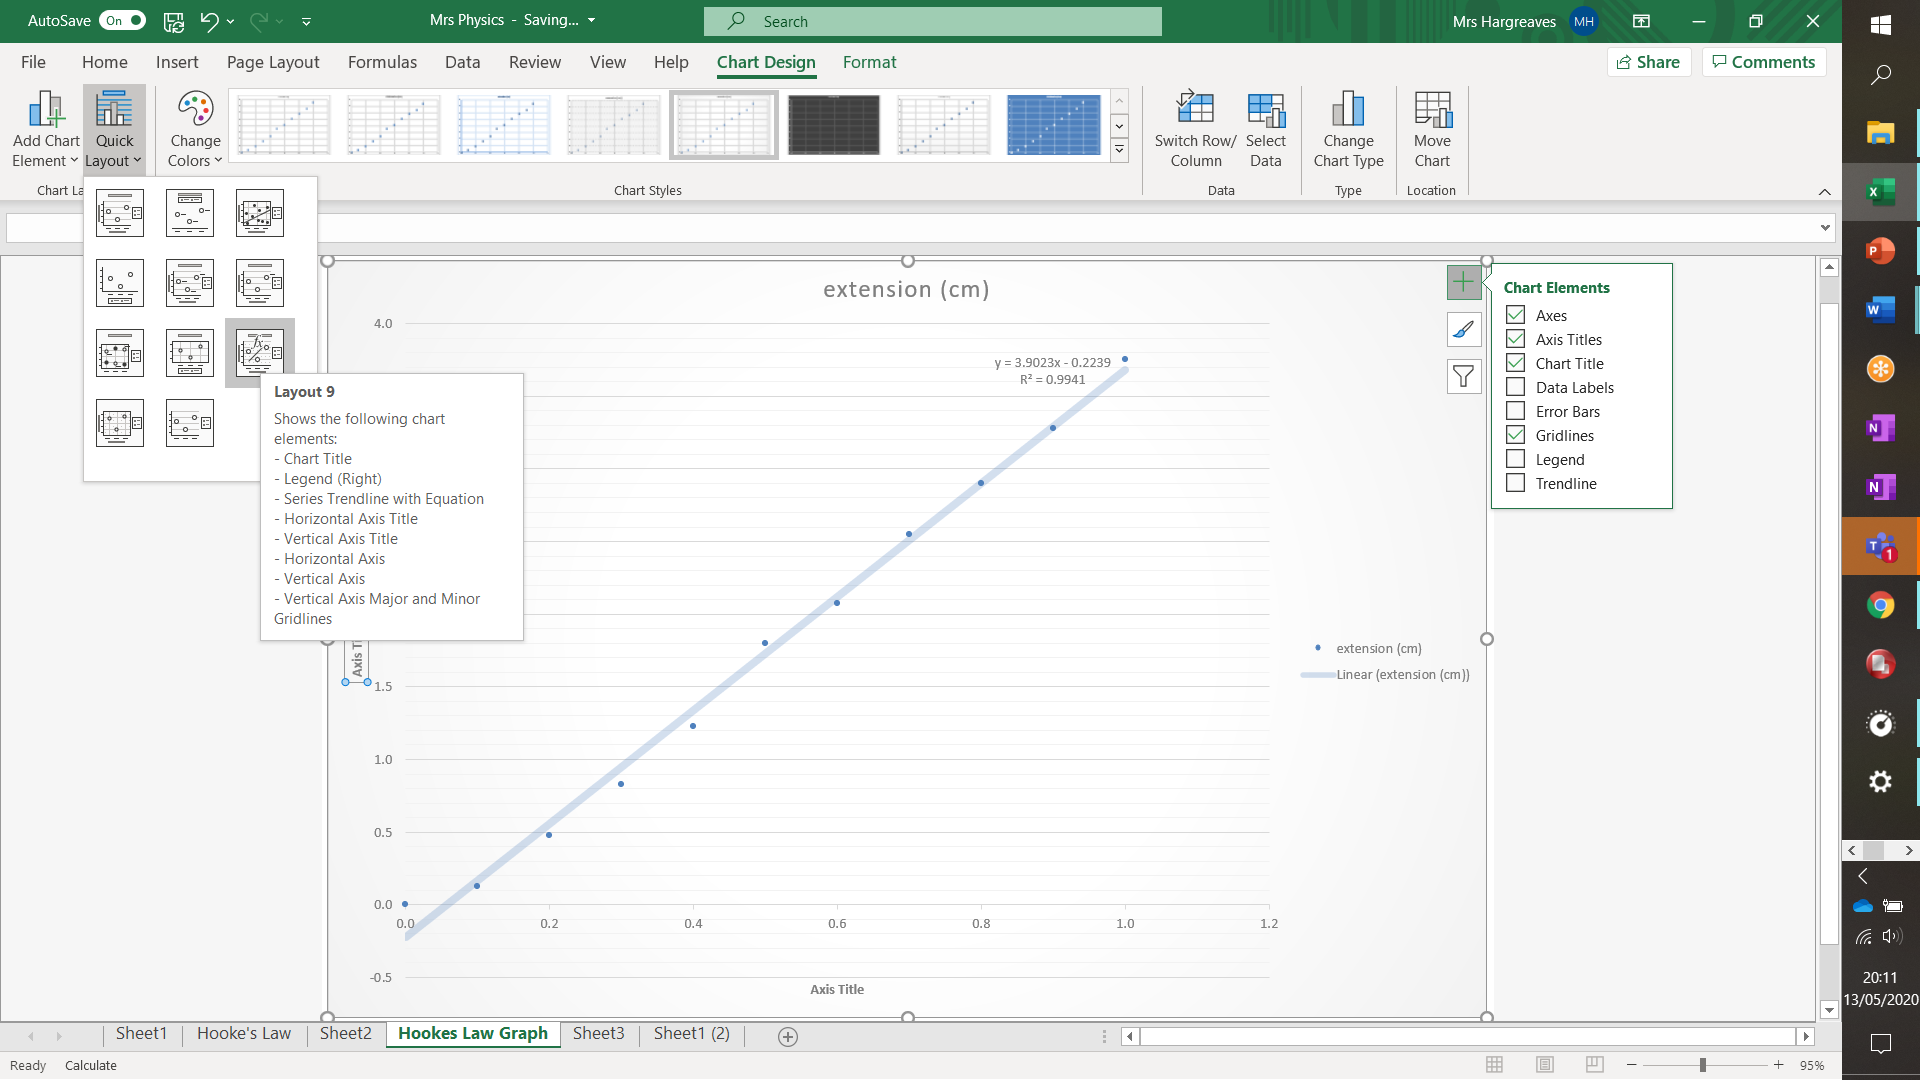 AutoSave On Mrs Physics - Saving... Search Mrs Hargreaves MH
File Home Insert Page Layout Formulas Data Review View Help Chart Design Format Share Comments
Add Chart Element
Quick Layout
Change Colors
Switch Row/ Column
Select Data
Change Chart Type
Move Chart
Chart La
Chart Styles
Data
Type
Location
Layout 9
Shows the following chart
elements:
- Chart Title
- Legend (Right)
- Series Trendline with Equation
- Horizontal Axis Title
- Vertical Axis Title
- Horizontal Axis
- Vertical Axis
- Vertical Axis Major and Minor
Gridlines
extension (cm)
4.0
y = 3.9023x - 0.2239
R² = 0.9941
Axis Ti
1.5
1.0
0.5
0.0
-0.5
0.0 0.2 0.4 0.6 0.8 1.0 1.2
Axis Title
extension (cm)
Linear (extension (cm))
Chart Elements
Axes
Axis Titles
Chart Title
Data Labels
Error Bars
Gridlines
Legend
Trendline
Sheet1 Hooke's Law Sheet2 Hookes Law Graph Sheet3 Sheet1 (2)
Ready Calculate 95%
20:11
13/05/2020